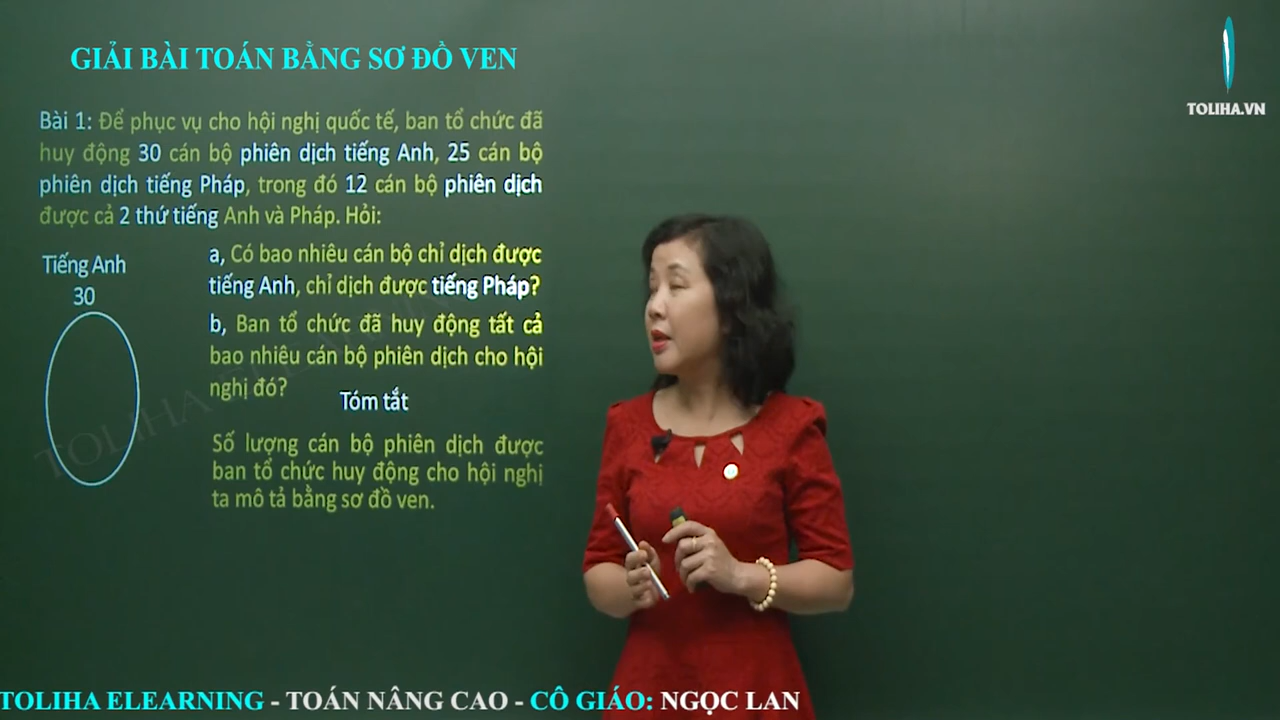 GIẢI BÀI TOÁN BẰNG SƠ ĐỒ VEN
TOLIHA.VN
Bài 1: Để phục vụ cho hội nghị quốc tế, ban tổ chức đã
huy động 30 cán bộ phiên dịch tiếng Anh, 25 cán bộ
phiên dịch tiếng Pháp, trong đó 12 cán bộ phiên dịch
được cả 2 thứ tiếng Anh và Pháp. Hỏi:
Tiếng Anh
30
a, Có bao nhiêu cán bộ chỉ dịch được
tiếng Anh, chỉ dịch được tiếng Pháp?
b, Ban tổ chức đã huy động tất cả
bao nhiêu cán bộ phiên dịch cho hội
nghị đó?
Tóm tắt
Số lượng cán bộ phiên dịch được
ban tổ chức huy động cho hội nghị
ta mô tả bằng sơ đồ ven.
TOLIHA ELEARNING - TOÁN NÂNG CAO - CÔ GIÁO: NGỌC LAN